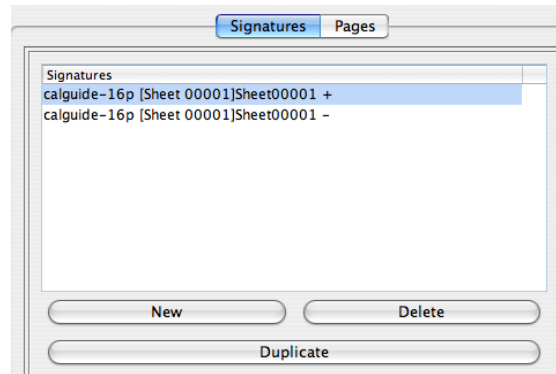 Signatures Pages
Signatures
calguide-16p [Sheet 00001]Sheet00001 +
calguide-16p [Sheet 00001]Sheet00001 -
New Delete
Duplicate